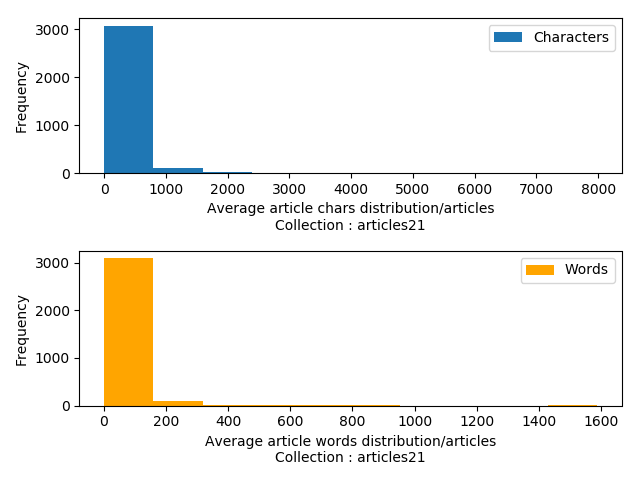 3000
2000
1000
0
Frequency
Characters
0 1000 2000 3000 4000 5000 6000 7000 8000
Average article chars distribution/articles
Collection : articles21
3000
2000
1000
0
Frequency
Words
0 200 400 600 800 1000 1200 1400 1600
Average article words distribution/articles
Collection : articles21